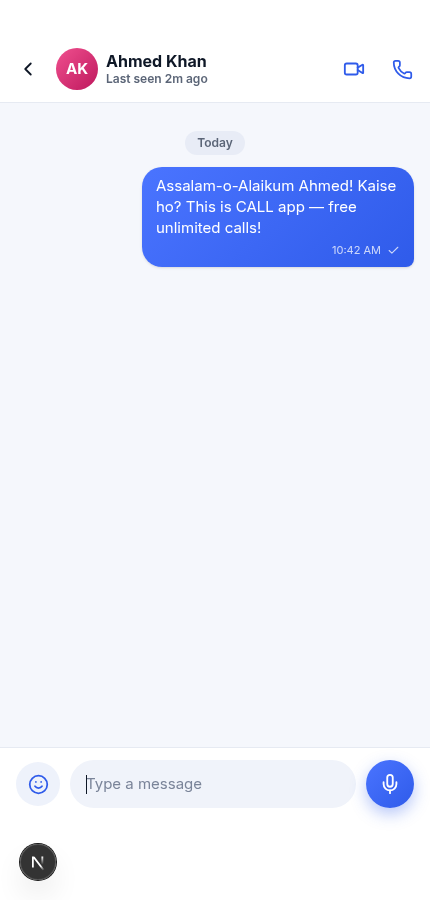 AK
Ahmed Khan
Last seen 2m ago
Today
Assalam-o-Alaikum Ahmed! Kaise
ho? This is CALL app — free
unlimited calls!
10:42 AM
Type a message
N